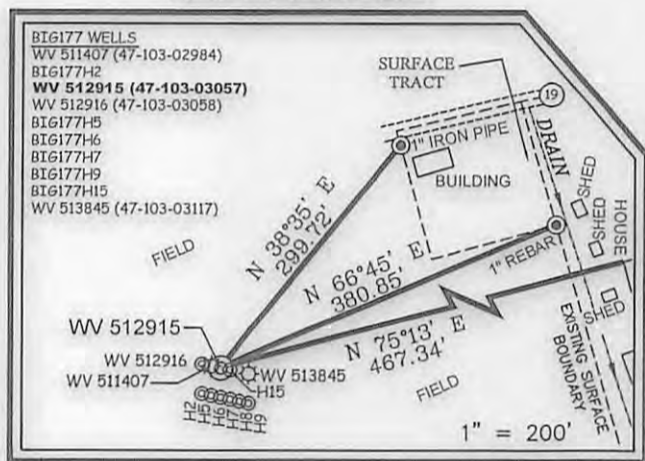 BIG177 WELLS
WV 511407 (47-103-02984)
BIG177H2
WV 512915 (47-103-03057)
WV 512916 (47-103-03058)
BIG177H5
BIG177H6
BIG177H7
BIG177H9
BIG177H15
WV 513845 (47-103-03117)
SURFACE
TRACT
19
1" IRON PIPE
DRAIN
BUILDING
SHED
SHED
HOUSE
N 38°35' E
299.72'
FIELD
N 66°45' E
380.85'
1" REBAR
N 75°13' E
467.34'
SHED
EXISTING SURFACE
BOUNDARY
WV 512915
WV 512916
WV 511407
WV 513845
H15
FIELD
H2
H5
H6
H7
H8
H9
1" = 200'